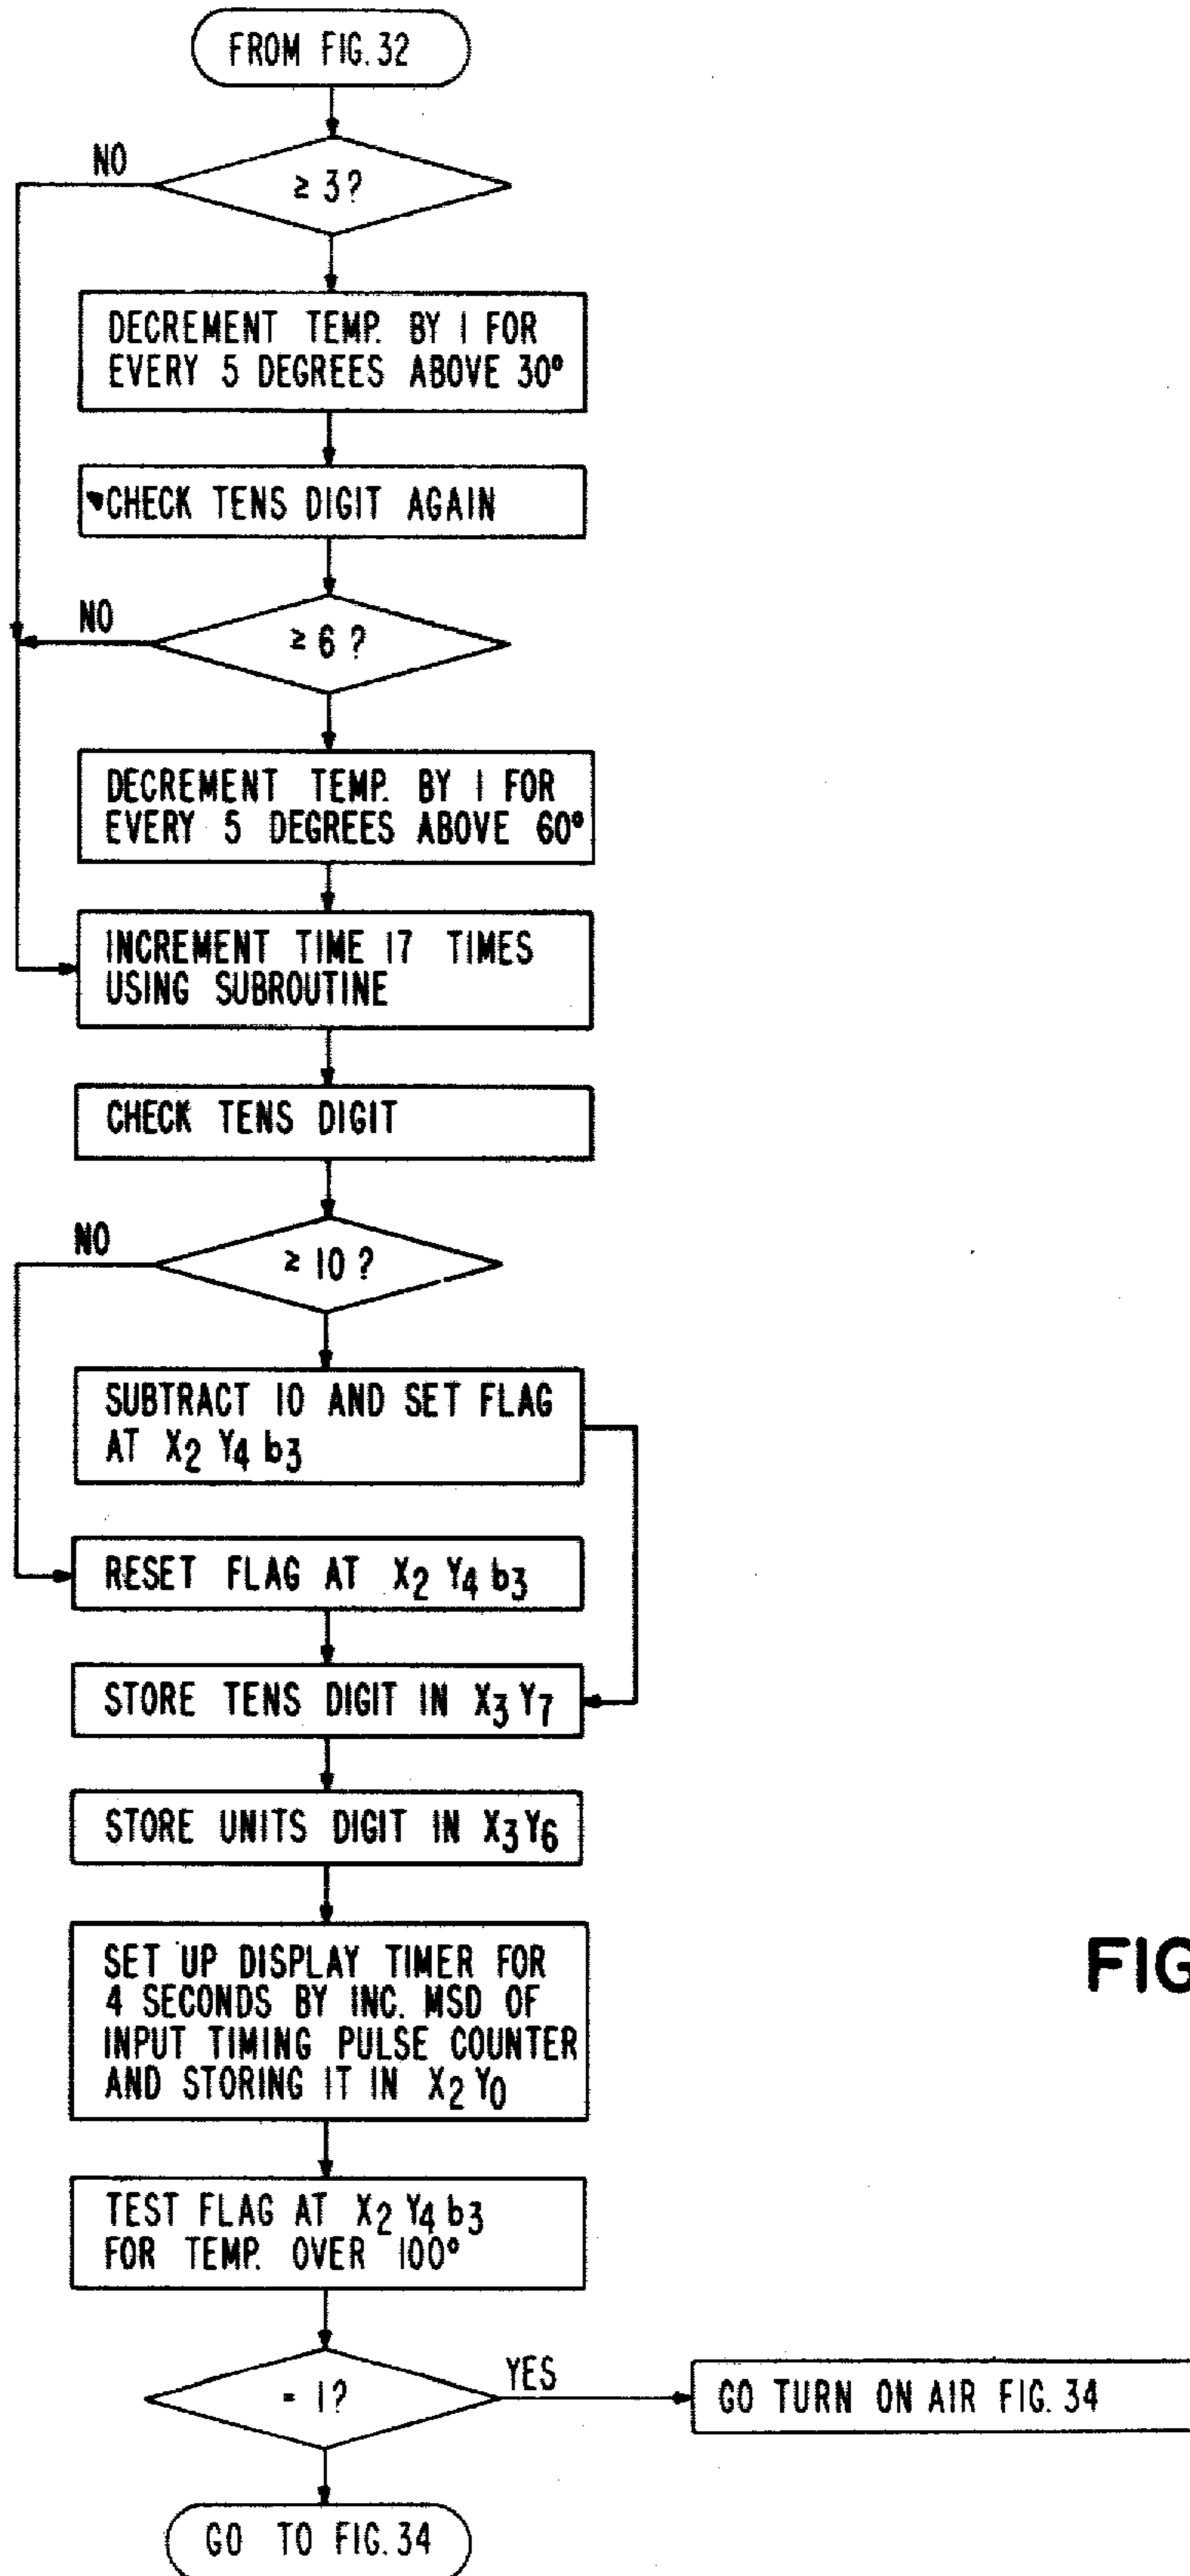 FROM FIG. 32
≥ 3?
NO
DECREMENT TEMP. BY 1 FOR
EVERY 5 DEGREES ABOVE 30°
CHECK TENS DIGIT AGAIN
≥ 6 ?
NO
DECREMENT TEMP. BY 1 FOR
EVERY 5 DEGREES ABOVE 60°
INCREMENT TIME 17 TIMES
USING SUBROUTINE
CHECK TENS DIGIT
≥ 10 ?
NO
SUBTRACT 10 AND SET FLAG
AT X2 Y4 b3
RESET FLAG AT X2 Y4 b3
STORE TENS DIGIT IN X3 Y7
STORE UNITS DIGIT IN X3 Y6
SET UP DISPLAY TIMER FOR
4 SECONDS BY INC. MSD OF
INPUT TIMING PULSE COUNTER
AND STORING IT IN X2 Y0
FIG
TEST FLAG AT X2 Y4 b3
FOR TEMP. OVER 100°
= 1?
YES
GO TURN ON AIR FIG. 34
GO TO FIG. 34